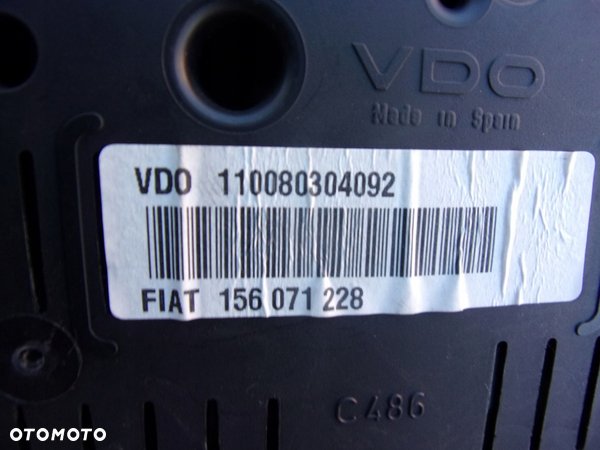 VDO
Made in Spain
VDO 110080304092
FIAT 156 071 228
C486
OTOMOTO